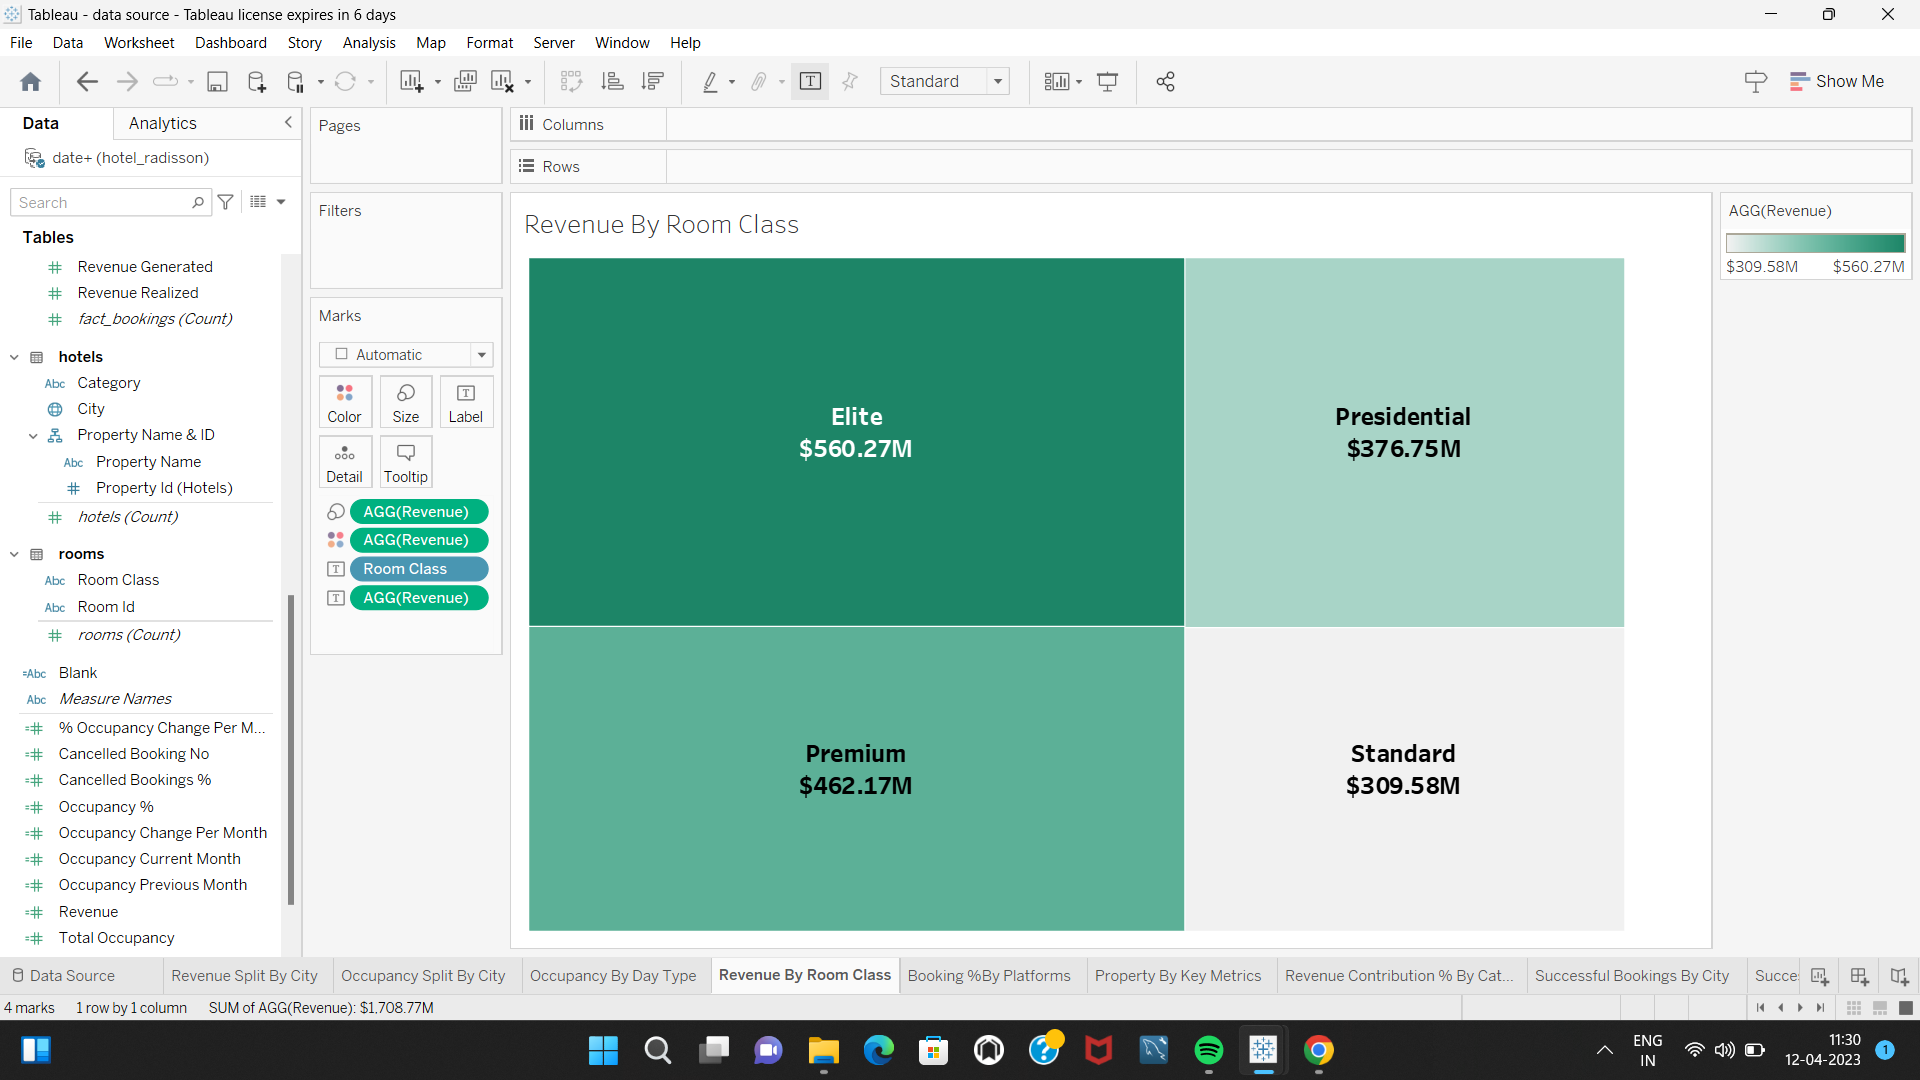 Tableau - data source - Tableau license expires in 6 days
File Data Worksheet Dashboard Story Analysis Map Format Server Window Help
Standard
Show Me
Data Analytics
date+ (hotel_radisson)
Search
Tables
# Revenue Generated
# Revenue Realized
# fact_bookings (Count)
hotels
Abc Category
City
Property Name & ID
Abc Property Name
# Property Id (Hotels)
# hotels (Count)
rooms
Abc Room Class
Abc Room Id
# rooms (Count)
=Abc Blank
Abc Measure Names
=# % Occupancy Change Per M...
=# Cancelled Booking No
=# Cancelled Bookings %
=# Occupancy %
=# Occupancy Change Per Month
=# Occupancy Current Month
=# Occupancy Previous Month
=# Revenue
=# Total Occupancy
Pages
Filters
Marks
Automatic
Color Size T Label
Detail Tooltip
AGG(Revenue)
AGG(Revenue)
T Room Class
T AGG(Revenue)
Columns
Rows
Revenue By Room Class
Elite
$560.27M
Presidential
$376.75M
Premium
$462.17M
Standard
$309.58M
AGG(Revenue)
$309.58M $560.27M
Data Source Revenue Split By City Occupancy Split By City Occupancy By Day Type Revenue By Room Class Booking %By Platforms Property By Key Metrics Revenue Contribution % By Cat... Successful Bookings By City Succe
4 marks 1 row by 1 column SUM of AGG(Revenue): $1,708.77M
ENG
IN
11:30
12-04-2023
1